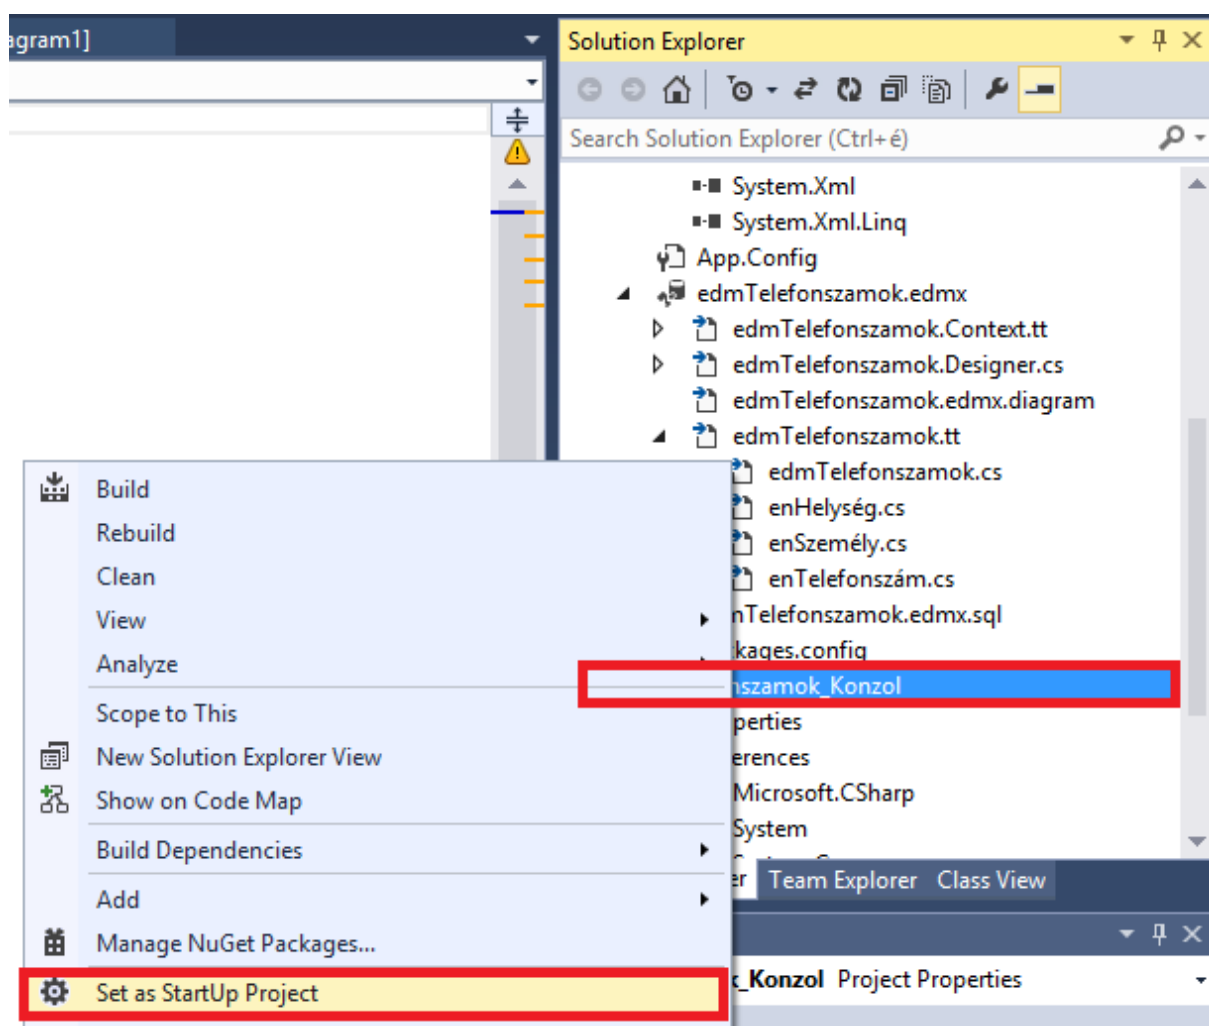 agram1]
Solution Explorer
Search Solution Explorer (Ctrl+é)
System.Xml
System.Xml.Linq
App.Config
edmTelefonszamok.edmx
edmTelefonszamok.Context.tt
edmTelefonszamok.Designer.cs
edmTelefonszamok.edmx.diagram
edmTelefonszamok.tt
edmTelefonszamok.cs
enHelység.cs
enSzemély.cs
enTelefonszám.cs
nTelefonszamok.edmx.sql
kages.config
nszamok_Konzol
perties
erences
Microsoft.CSharp
System
er Team Explorer Class View
_Konzol Project Properties
Build
Rebuild
Clean
View
Analyze
Scope to This
New Solution Explorer View
Show on Code Map
Build Dependencies
Add
Manage NuGet Packages...
Set as StartUp Project